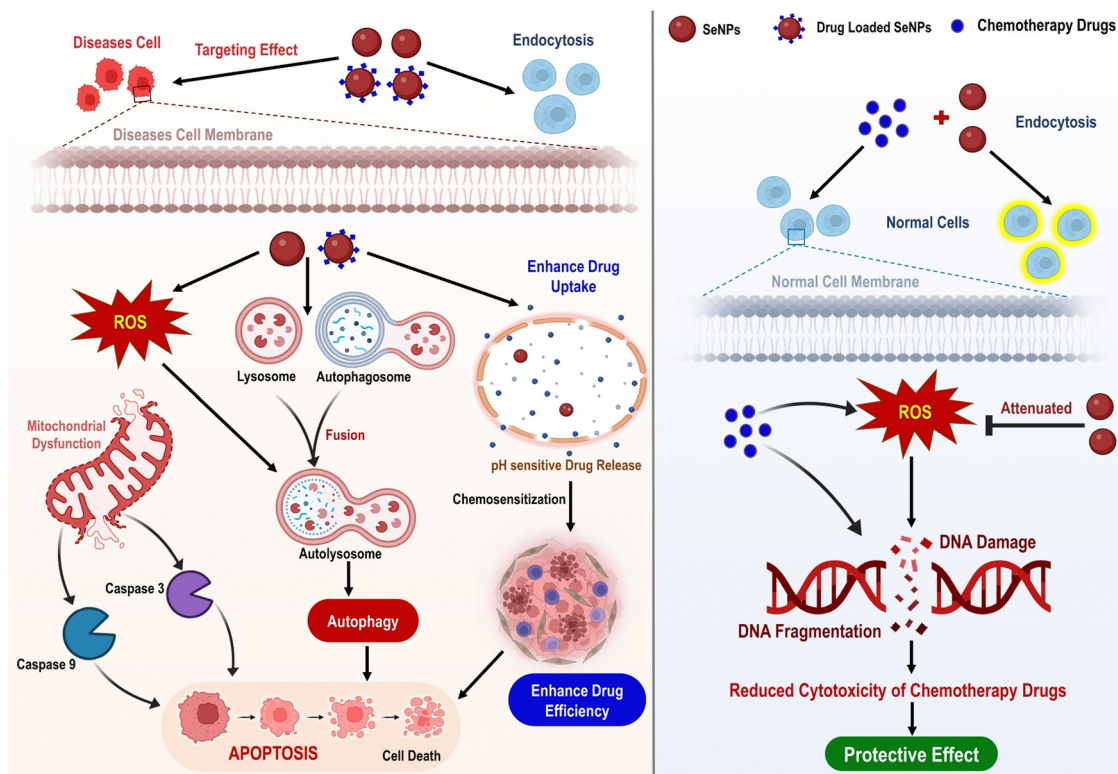 Diseases Cell
Targeting Effect
Endocytosis
Diseases Cell Membrane
Enhance Drug
Uptake
ROS
Lysosome
Autophagosome
Mitochondrial
Dysfunction
Fusion
pH sensitive Drug Release
Chemosensitization
Autolysosome
Caspase 3
Autophagy
Caspase 9
Enhance Drug
Efficiency
APOPTOSIS
Cell Death
SeNPs
Drug Loaded SeNPs
Chemotherapy Drugs
Endocytosis
Normal Cells
Normal Cell Membrane
ROS
Attenuated
DNA Damage
DNA Fragmentation
Reduced Cytotoxicity of Chemotherapy Drugs
Protective Effect